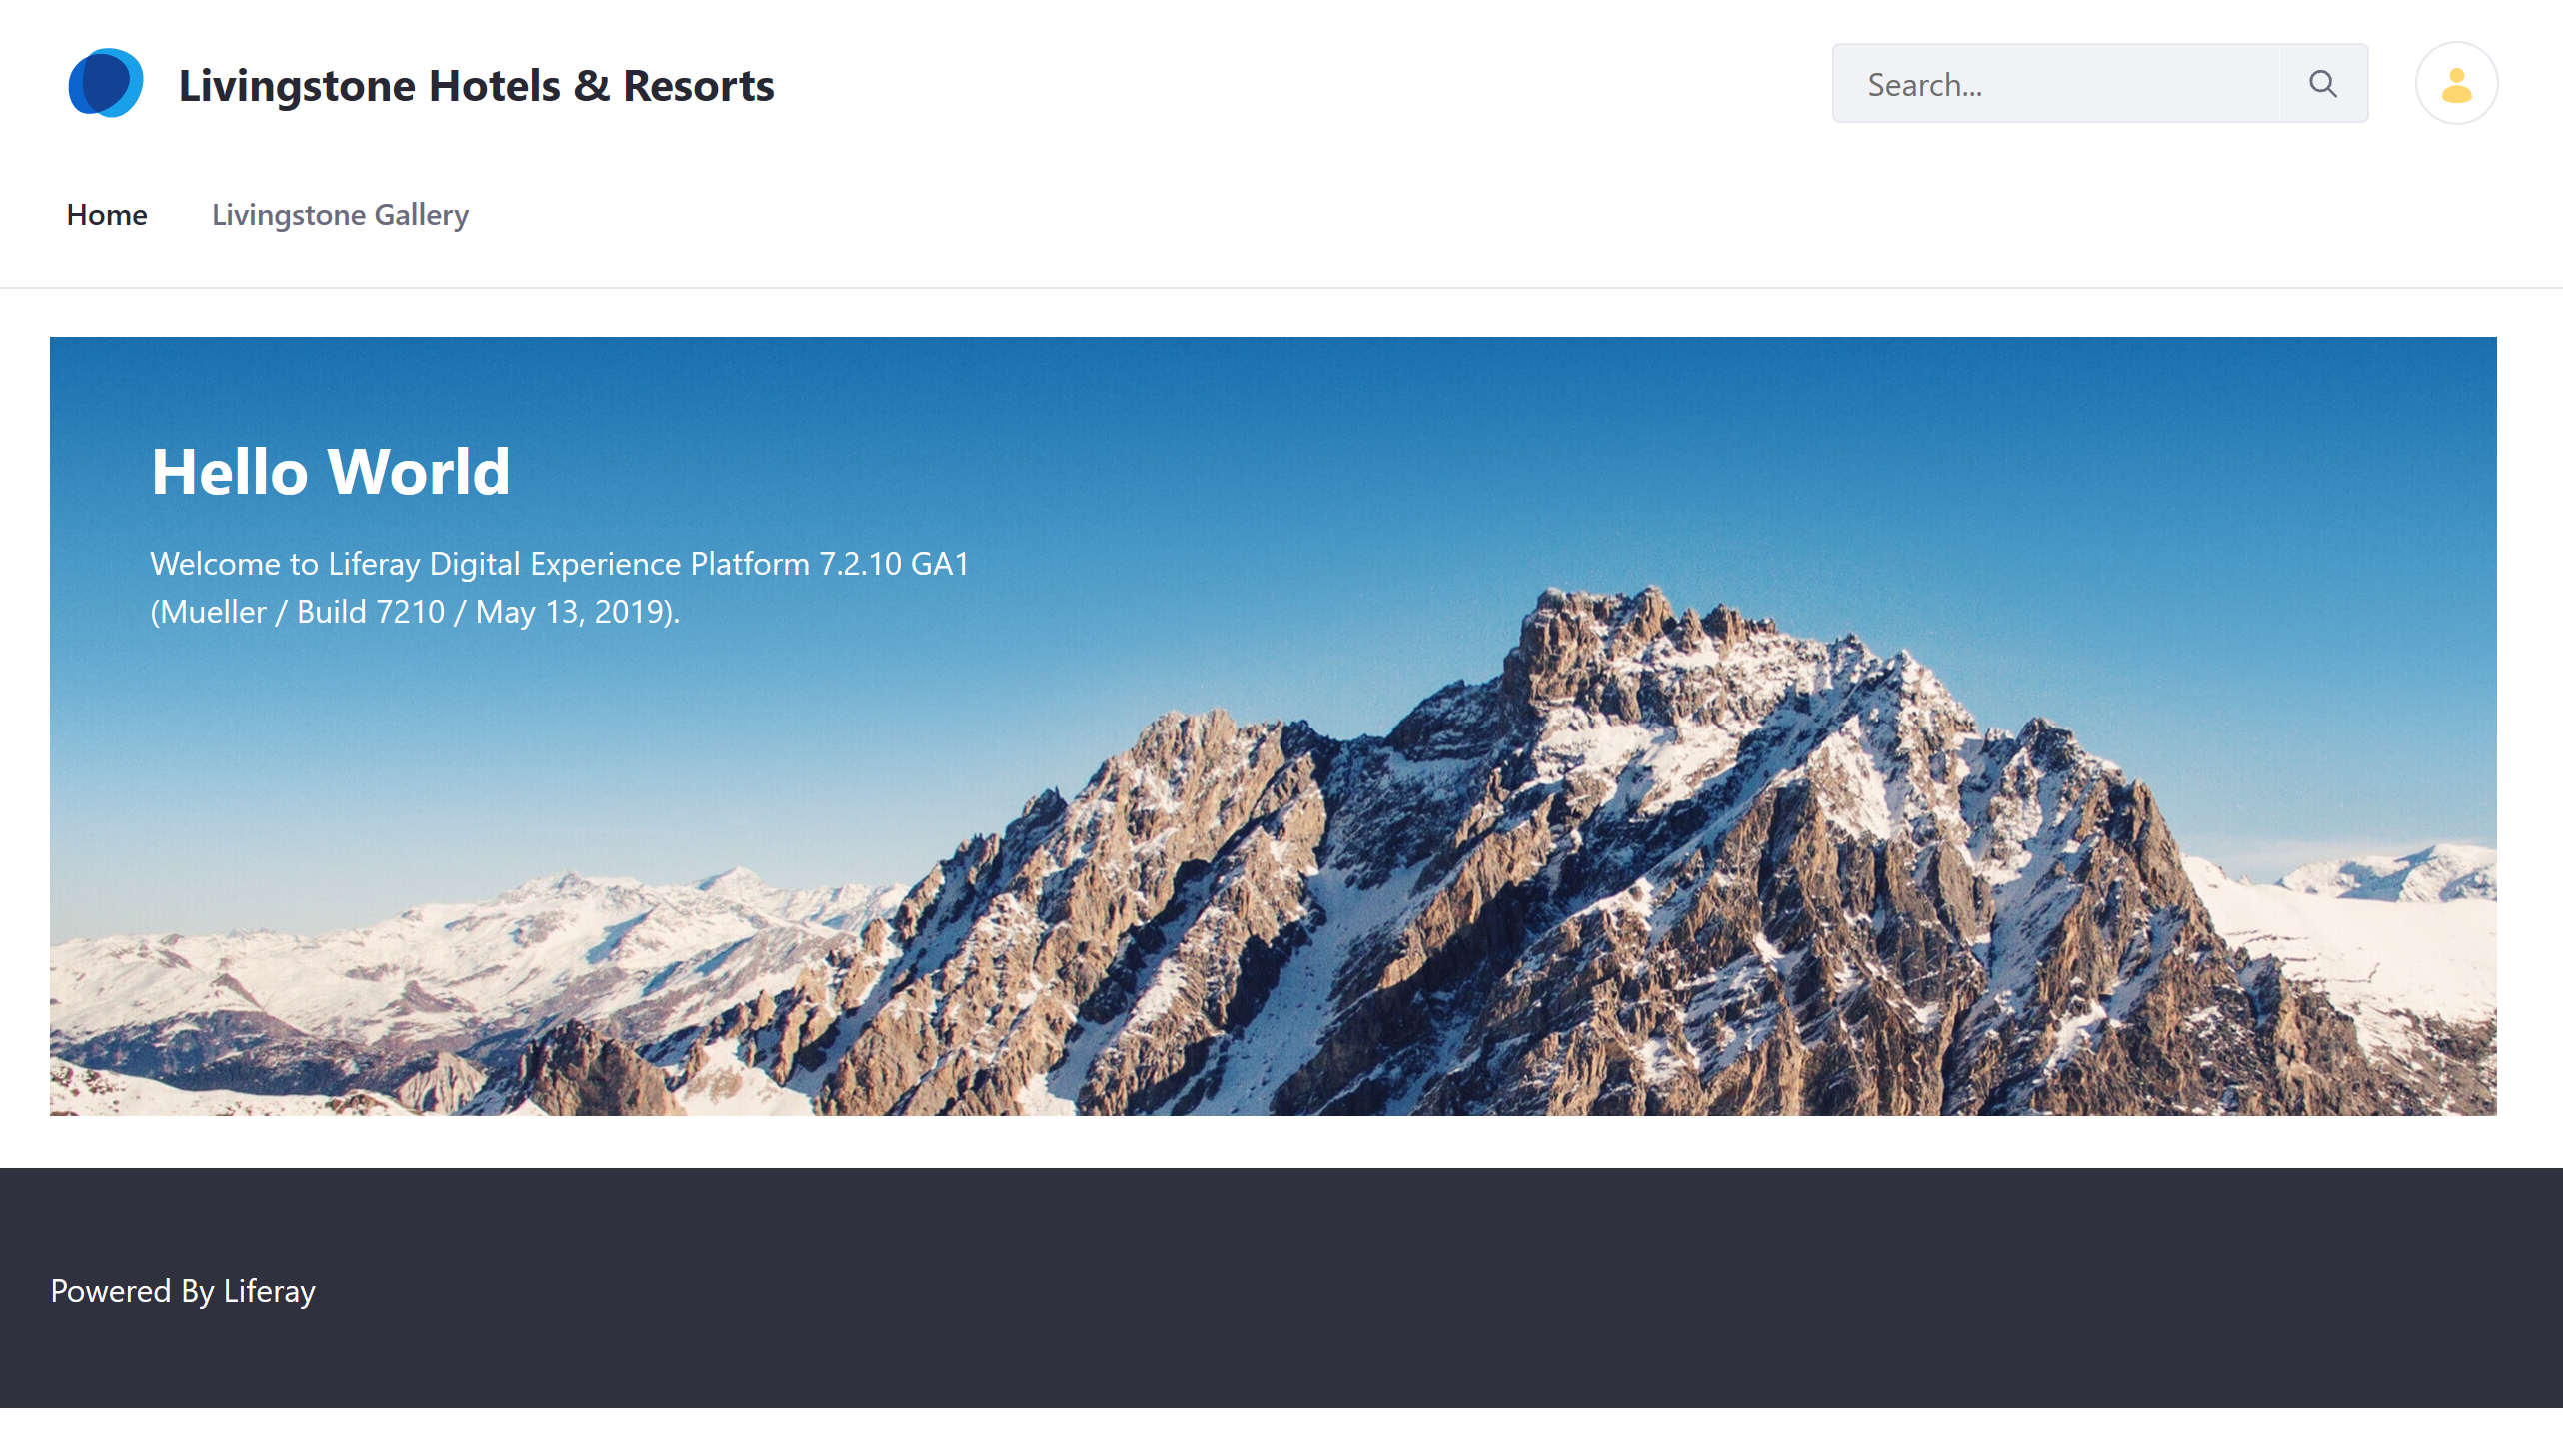 Livingstone Hotels & Resorts
Search...
Home
Livingstone Gallery
Hello World
Welcome to Liferay Digital Experience Platform 7.2.10 GA1
(Mueller / Build 7210 / May 13, 2019).
Powered By Liferay